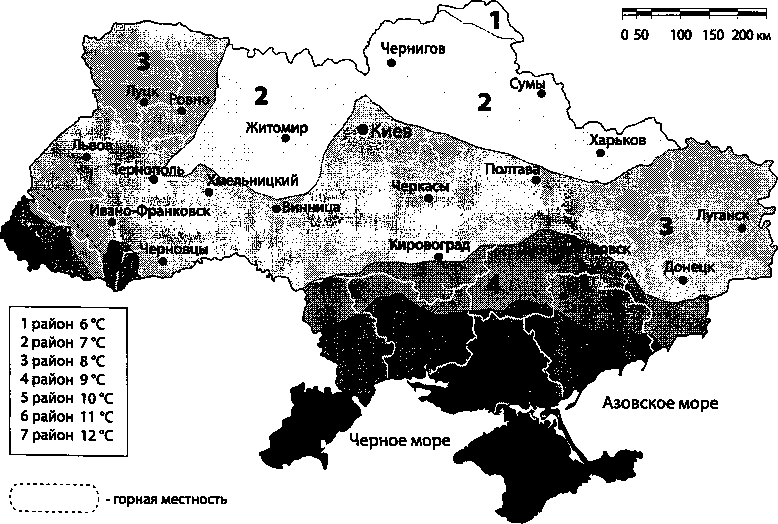 1
0 50 100 150 200 км
Чернигов
3
Сумы
2
2
Луцк
Ровно
Житомир
Киев
Харьков
Львов
Тернополь
Полтава
Хмельницкий
Черкасы
Ивано-Франковск
Винница
3
Луганск
Черновцы
Кировоград
Донецк
4
1 район 6 °C
2 район 7 °C
3 район 8 °C
4 район 9 °C
5 район 10 °C
6 район 11 °C
7 район 12 °C
Азовское море
Черное море
- горная местность